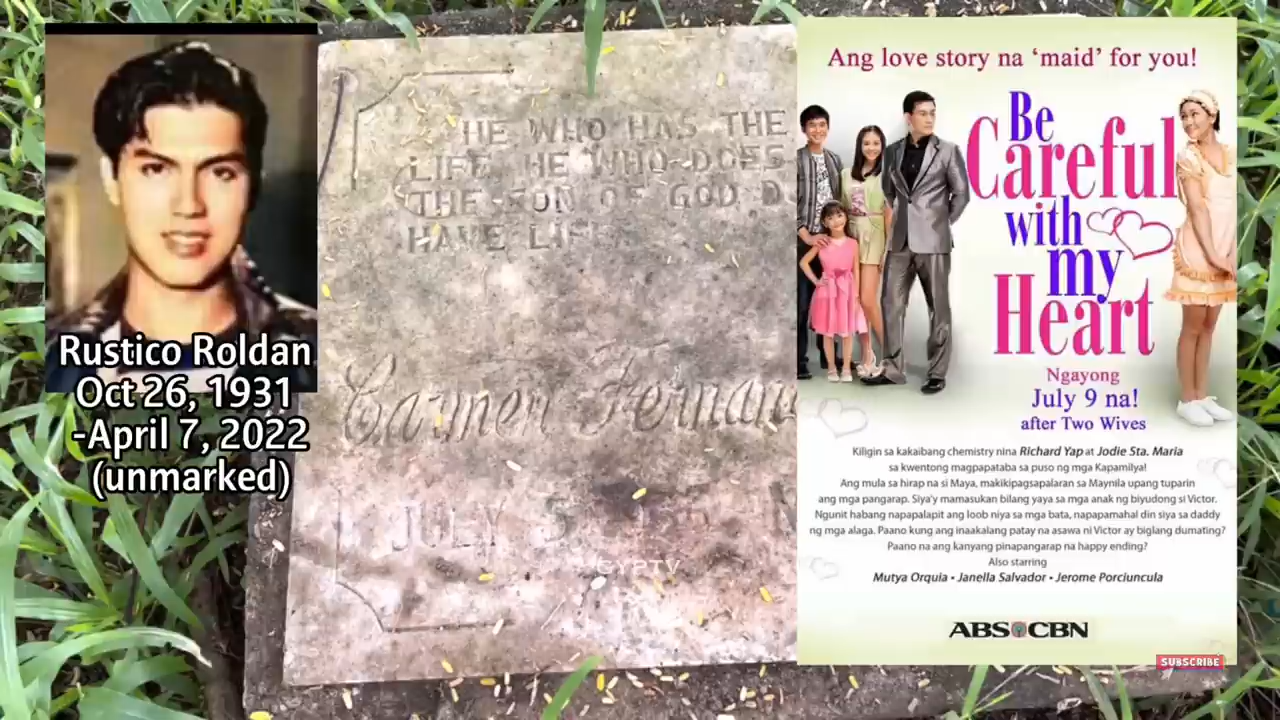 Rustico Roldan
Oct 26, 1931
-April 7, 2022
(unmarked)
HE WHO HAS THE
LIFE, HE WHO DOES
THE SON OF GOD D
HAVE LIFE
Carmen Fernan
JULY
GYPTV
Ang love story na ‘maid’ for you!
Be
Careful
with
my
Heart
Ngayong
July 9 na!
after Two Wives
Kiligin sa kakaibang chemistry nina Richard Yap at Jodie Sta. Maria
sa kwentong magpapataba sa puso ng mga Kapamilya!
Ang mula sa hirap na si Maya, makikipagsapalaran sa Maynila upang tuparin
ang mga pangarap. Siya'y mamasukan bilang yaya sa mga anak ng biyudong si Victor.
Ngunit habang napapalapit ang loob niya sa mga bata, napapamahal din siya sa daddy
ng mga alaga. Paano kung ang inaakalang patay na asawa ni Victor ay biglang dumating?
Paano na ang kanyang pinapangarap na happy ending?
Also starring
Mutya Orquia • Janella Salvador • Jerome Porciuncula
ABS-CBN
SUBSCRIBE